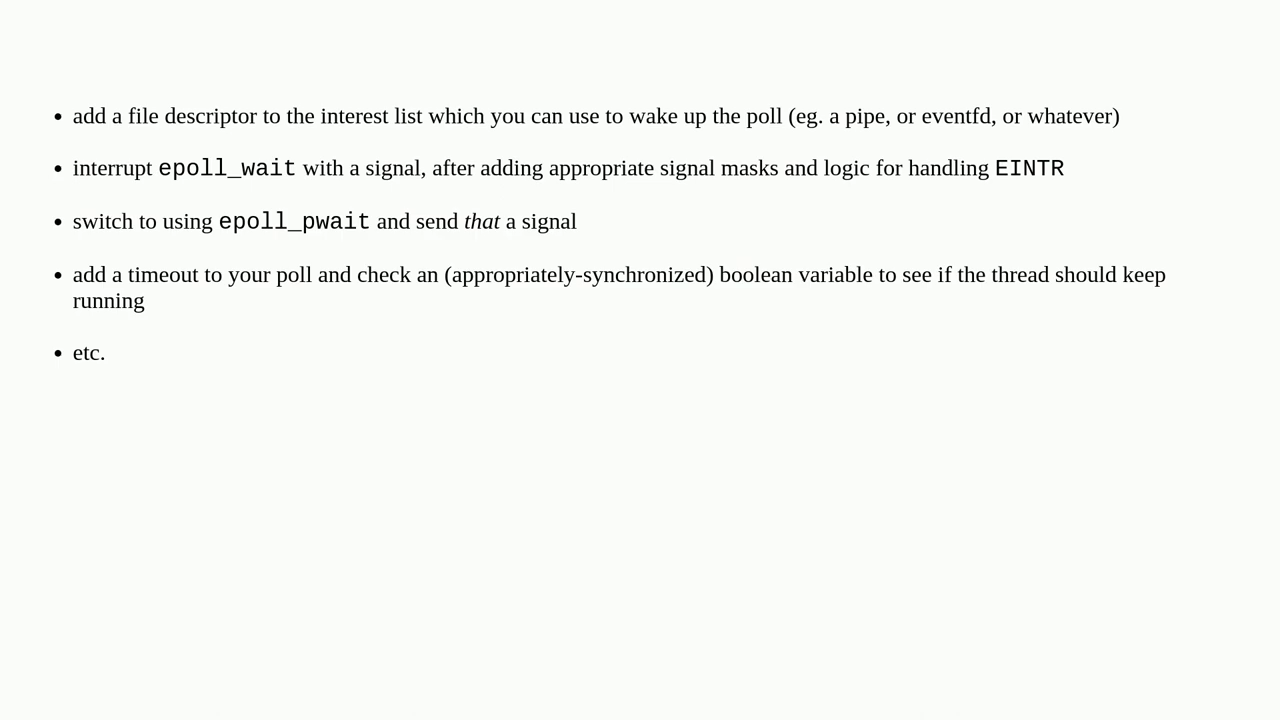 • add a file descriptor to the interest list which you can use to wake up the poll (eg. a pipe, or eventfd, or whatever)
• interrupt epoll_wait with a signal, after adding appropriate signal masks and logic for handling EINTR
• switch to using epoll_pwait and send that a signal
• add a timeout to your poll and check an (appropriately-synchronized) boolean variable to see if the thread should keep
running
• etc.